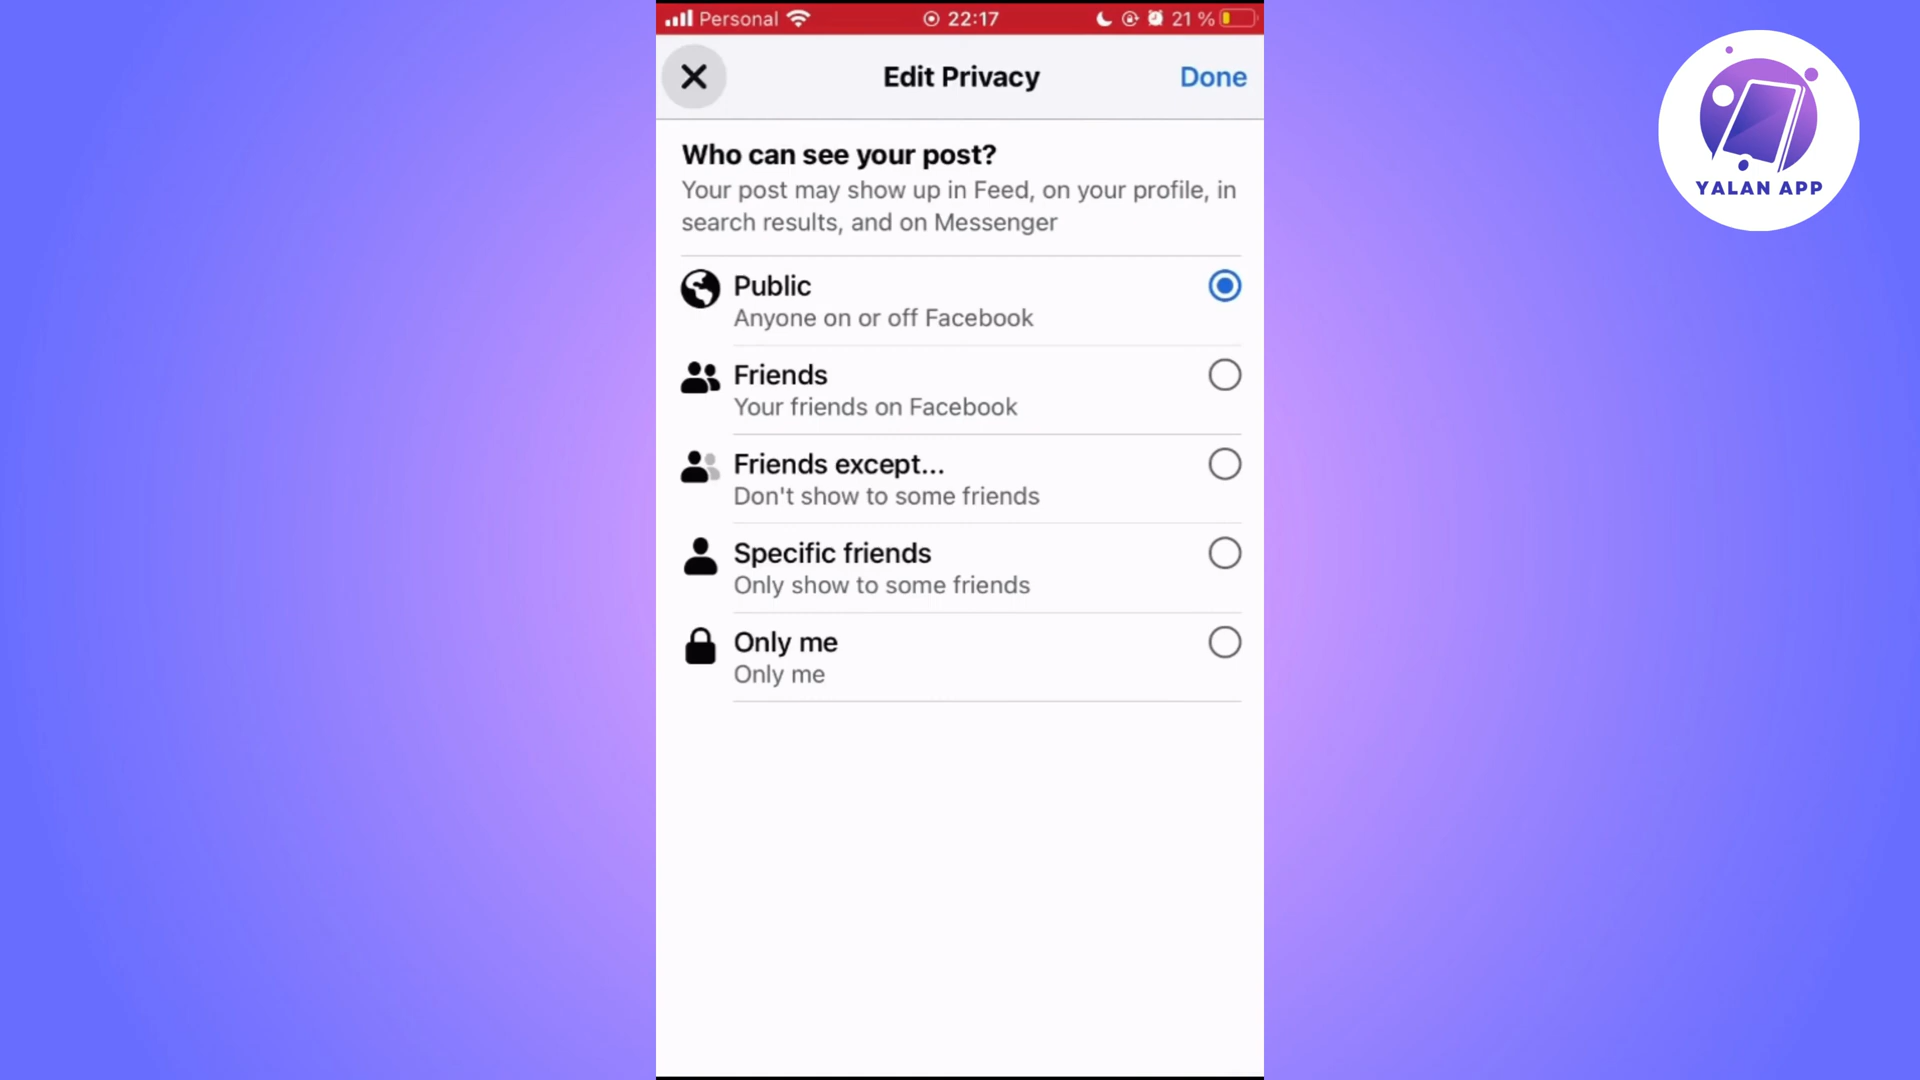 Personal 22:17 21 %
Edit Privacy Done
Who can see your post?
Your post may show up in Feed, on your profile, in
search results, and on Messenger
Public
Anyone on or off Facebook
Friends
Your friends on Facebook
Friends except...
Don't show to some friends
Specific friends
Only show to some friends
Only me
Only me
YALAN APP